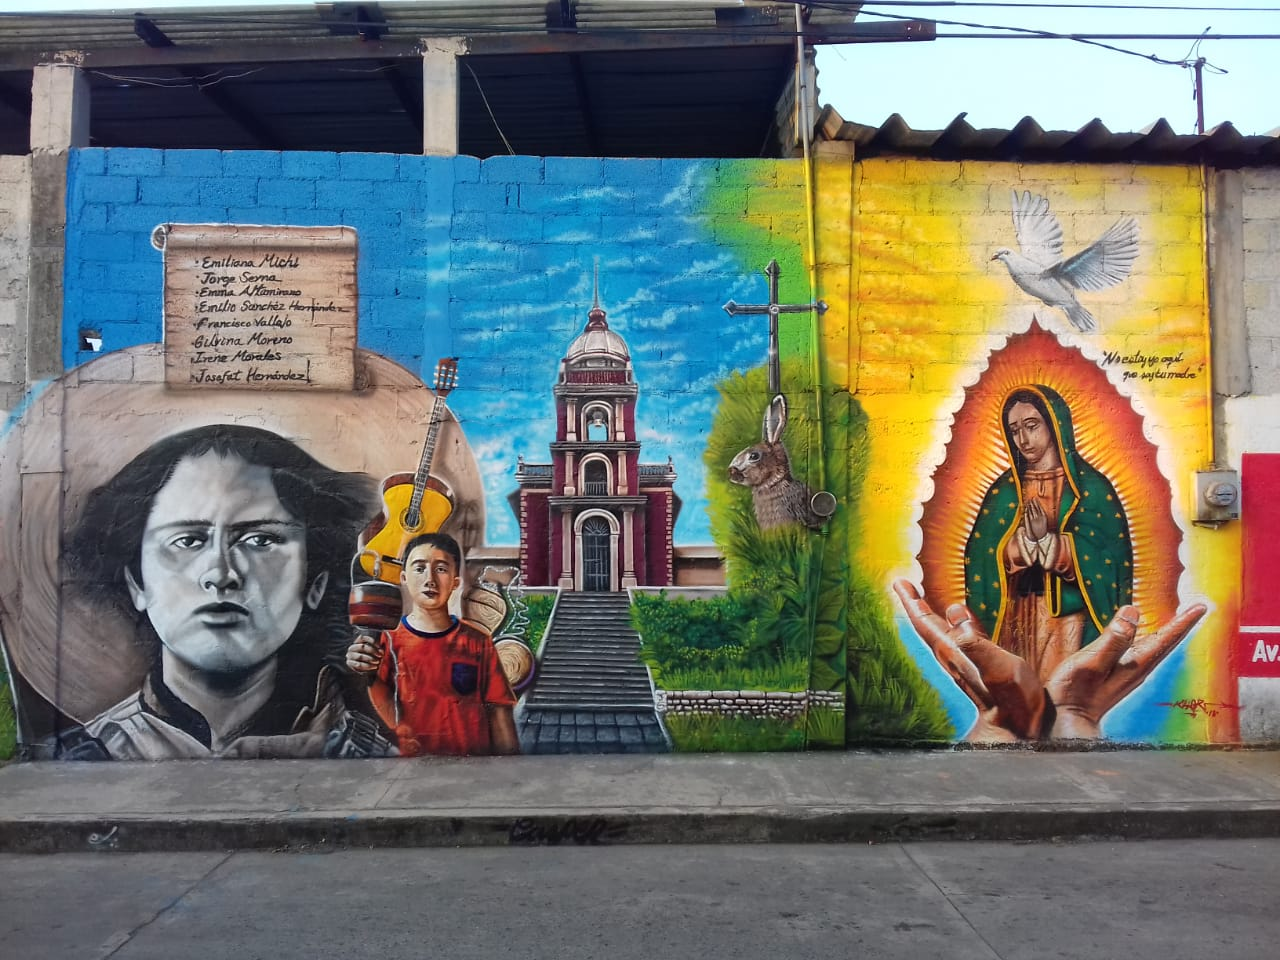 · Emiliana Michi
· Jorge Serna
· Emma Altamirano
· Emilio Sanchéz Hernández
· Francisco Vallejo
· Gilvina Moreno
· Irene Morales
· Josefat Hernández
"No estoy yo aquí
que soy tu madre"
Av.